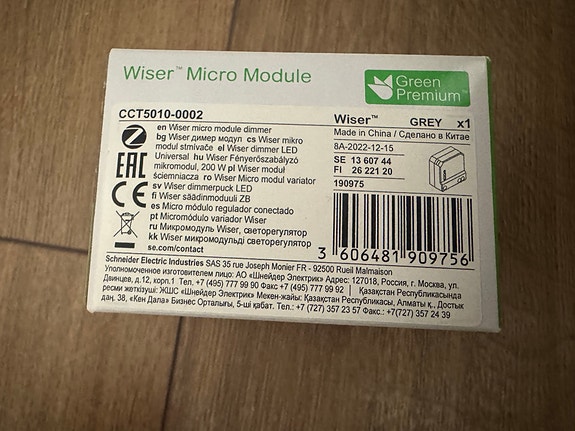 Wiser™ Micro Module
Green
Premium™
CCT5010-0002
Wiser™ GREY x1
en Wiser micro module dimmer
bg Wiser димер модул cs Wiser mikro
modul stmívače el Wiser dimmer LED
Universal hu Wiser Fényerőszabályzó
mikromodul, 200 W pl Wiser moduł
ściemniacza ro Wiser Micro modul variator
sv Wiser dimmerpuck LED
fi Wiser säädinmoduuli ZB
es Micro módulo regulador conectado
pt Micromódulo variador Wiser
ru Микромодуль Wiser, светорегулятор
kk Wiser микромодульді светорегулятор
se.com/contact
EAC
CE
Made in China / Сделано в Китае
8A-2022-12-15
SE 13 607 44
FI 26 221 20
190975
3 606481 909756
Schneider Electric Industries SAS 35 rue Joseph Monier FR - 92500 Rueil Malmaison
Уполномоченное изготовителем лицо: АО «Шнейдер Электрик» Адрес: 127018, Россия, г. Москва, ул.
Двинцев, д.12, корп.1 Тел. +7 (495) 777 99 90 Факс +7 (495) 777 99 92 | Қазақстан Республикасында
ресми жеткізуші: ЖШС «Шнейдер Электрик» Мекен-жайы: Қазақстан Республикасы, Алматы қ., Достық
даң, 38, «Кен Дала» Бизнес Орталығы, 5-ші қабат. Тел.: +7 (727) 357 23 57 Факс.: +7(727) 357 24 39